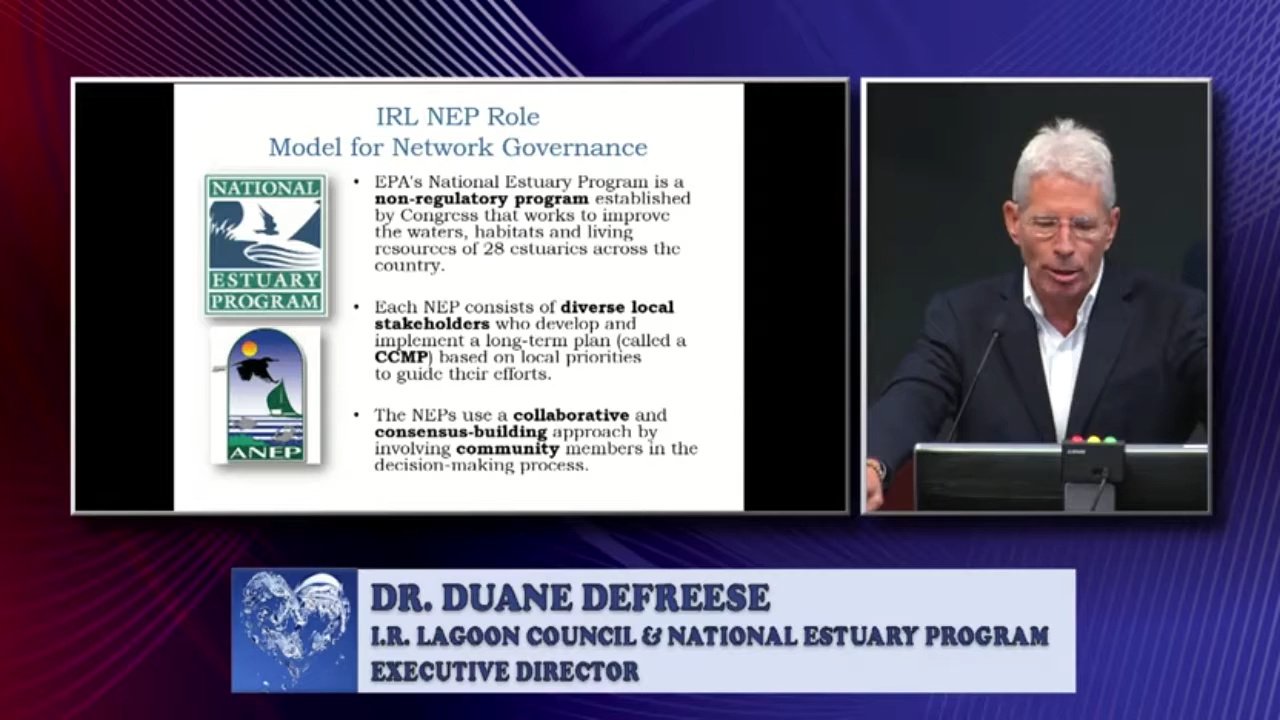 IRL NEP Role
Model for Network Governance
NATIONAL
ESTUARY
PROGRAM
ANEP
• EPA's National Estuary Program is a
non-regulatory program established
by Congress that works to improve
the waters, habitats and living
resources of 28 estuaries across the
country.
• Each NEP consists of diverse local
stakeholders who develop and
implement a long-term plan (called a
CCMP) based on local priorities
to guide their efforts.
• The NEPs use a collaborative and
consensus-building approach by
involving community members in the
decision-making process.
DR. DUANE DEFREESE
I.R. LAGOON COUNCIL & NATIONAL ESTUARY PROGRAM
EXECUTIVE DIRECTOR